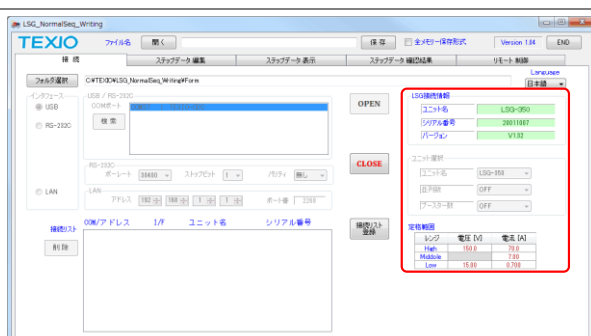 LSG_NormalSeq_Writing
TEXIO ファイル名 開く 保存 全メモリー保存形式 Version 1.04 END
接続 ステップデータ 編集 ステップデータ 表示 ステップデータ 確認結果 リモート 制御
Language
フォルダ選択 C:¥TEXIO¥LSG_NormalSeq_Writing¥Form 日本語
インタフェース USB / RS-232C LSG接続情報
USB COMポート OPEN ユニット名 LSG-350
検索 シリアル番号 20011007
RS-232C バージョン V1.02
RS-232C CLOSE ユニット選択
ボーレート 38400 ストップビット 1 パリティ 無し ユニット名 LSG-350
LAN 並列数 OFF
LAN アドレス 192 168 1 1 ポート番 2268 ブースター数 OFF
COM/アドレス I/F ユニット名 シリアル番号 接続リスト 登録 定格範囲
接続リスト レンジ 電圧 [V] 電流 [A]
削除 High 150.0 70.0
Middole 7.00
Low 15.00 0.700